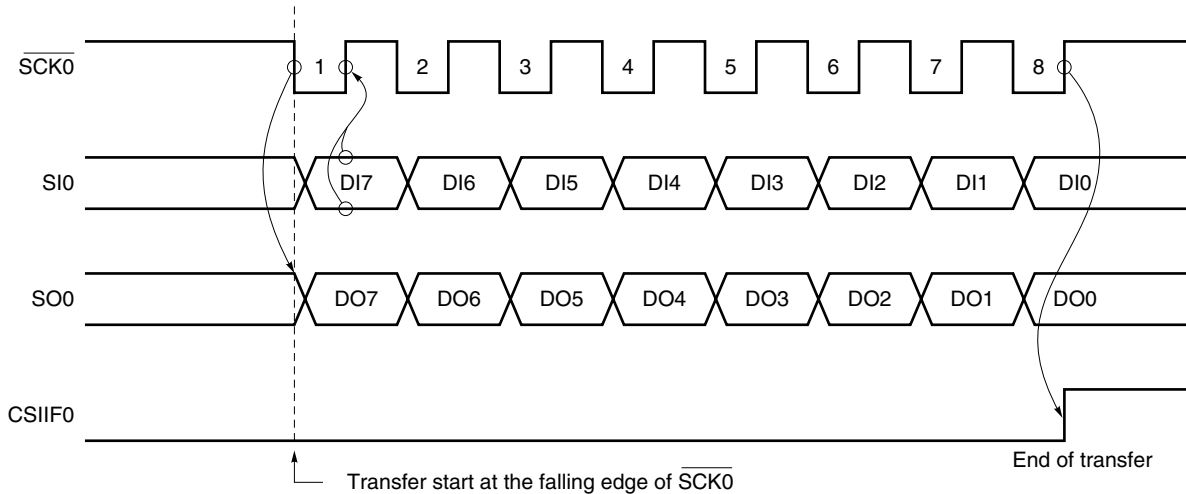 SCK0 1 2 3 4 5 6 7 8
SI0 DI7 DI6 DI5 DI4 DI3 DI2 DI1 DI0
SO0 DO7 DO6 DO5 DO4 DO3 DO2 DO1 DO0
CSIIF0
End of transfer
Transfer start at the falling edge of SCK0